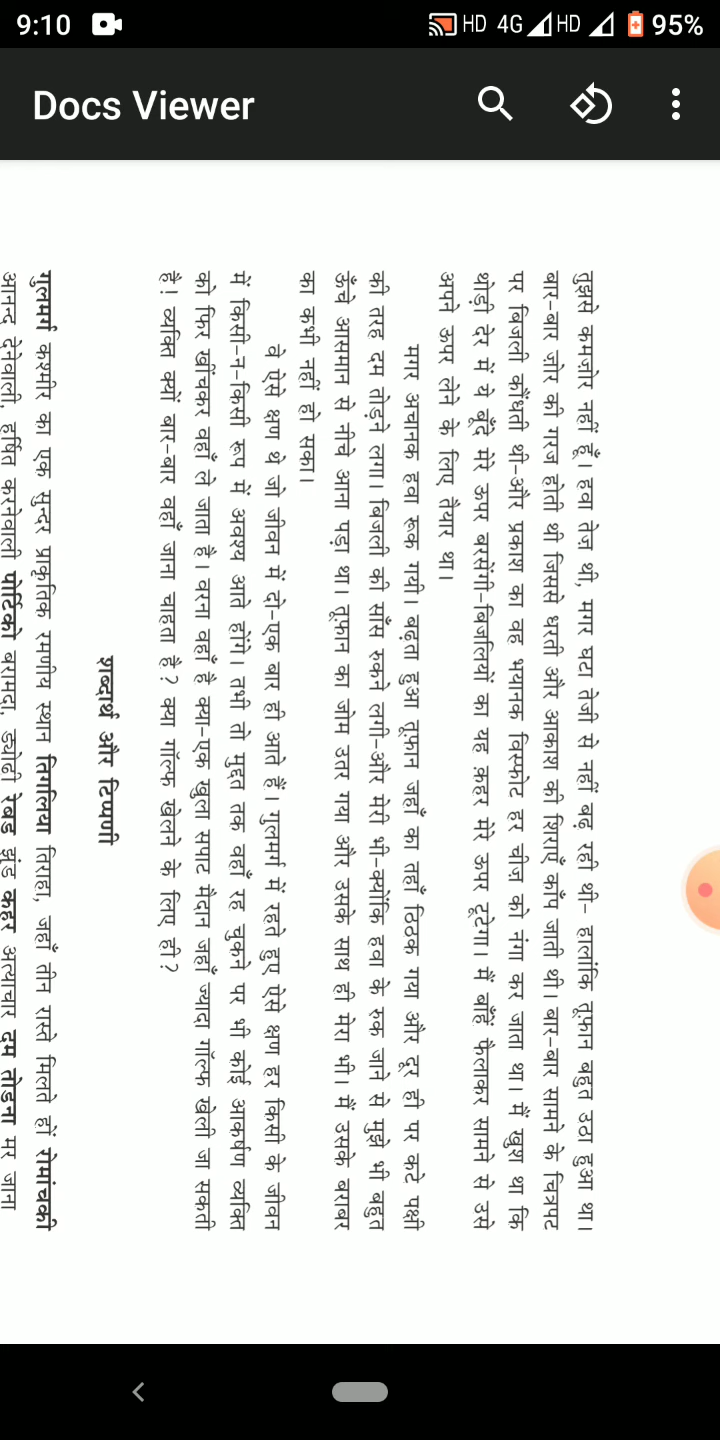 9:10
HD 4G HD 95%
Docs Viewer
तुझसे कमज़ोर नहीं हूँ। हवा तेज़ थी, मगर घटा तेजी से नहीं बढ़ रही थी- हालांकि तूफ़ान बहुत उठा हुआ था।
बार-बार ज़ोर की गरज होती थी जिससे धरती और आकाश की शिराएँ काँप जाती थी। बार-बार सामने के चित्रपट
पर बिजली कौंधती थी-और प्रकाश का वह भयानक विस्फोट हर चीज को नंगा कर जाता था। मैं खुश था कि
थोड़ी देर में ये बूँदें मेरे ऊपर बरसेंगी-बिजलियों का यह क़हर मेरे ऊपर टूटेगा। मैं बाँहें फैलाकर सामने से उसे
अपने ऊपर लेने के लिए तैयार था।
मगर अचानक हवा रूक गयी। बढ़ता हुआ तूफ़ान जहाँ का तहाँ ठिठक गया और दूर ही पर कटे पक्षी
की तरह दम तोड़ने लगा। बिजली की साँस रुकने लगी-और मेरी भी-क्योंकि हवा के रुक जाने से मुझे भी बहुत
ऊँचे आसमान से नीचे आना पड़ा था। तूफ़ान का जोम उतर गया और उसके साथ ही मेरा भी। मैं उसके बराबर
का कभी नहीं हो सका।
वे ऐसे क्षण थे जो जीवन में दो-एक बार ही आते हैं। गुलमर्ग में रहते हुए ऐसे क्षण हर किसी के जीवन
में किसी-न-किसी रूप में अवश्य आते होंगे। तभी तो मुद्दत तक वहाँ रह चुकने पर भी कोई आकर्षण व्यक्ति
को फिर खींचकर वहाँ ले जाता है। वरना वहाँ है क्या-एक खुला सपाट मैदान जहाँ ज्यादा गॉल्फ खेली जा सकती
है। व्यक्ति क्यों बार-बार वहाँ जाना चाहता है? क्या गॉल्फ खेलने के लिए ही?
शब्दार्थ और टिप्पणी
गुलमर्ग कश्मीर का एक सुन्दर प्राकृतिक रमणीय स्थान तिगलिया तिराहा, जहाँ तीन रास्ते मिलते हों रोमांचकी
आनन्द देनेवाली, हर्षित करनेवाली पोर्टिको बरामदा, ड्योढी रेवड़ झुंड क़हर अत्याचार दम तोडना मर जाना